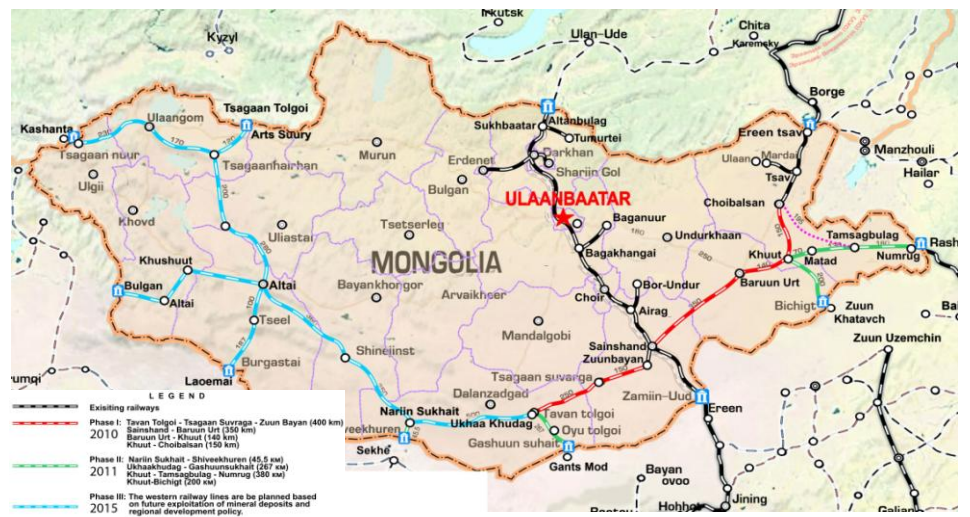 Irkutsk
Kyzyl
Ulan-Ude
Chita
Karemsky
Borge
Tsagaan Tolgoi
Ulaangom
Kashanta
Arts Suury
Altanbulag
Sukhbaatar
Tumurtei
Ereen tsav
Tsagaan nuur
230
170
150
Tsagaanhairhan
Murun
Erdenet
Darkhan
Shariin Gol
Ulaan
Mardai
Manzhouli
Hailar
Tsav
Ulgii
Bulgan
ULAANBAATAR
Choibalsan
Khovd
Uliastai
Tsetserleg
Baganuur
Undurkhaan
Tamsagbulag
Rash
Khuut
Matad
Numrug
MONGOLIA
Bagakhangai
Khushuut
Bulgan
Altai
Altai
Bayankhongor
Arvaikheer
Choir
Bor-Undur
Baruun Urt
Bichigt
Airag
Zuun
Khatavch
Tseel
Mandalgobi
Sainshand
Zuun Uzemchin
Burgastai
Shinejinst
Zuunbayan
Tsagaan suvarga
Laoemai
Dalanzadgad
Zamiin-Uud
Nariin Sukhait
Tavan tolgoi
Ereen
Ukhaa Khudag
Oyu tolgoi
Sekhe
Gashuun suhait
Gants Mod
Bayan
ovoo
Jining
Hohhot
LEGEND
Exisiting railways
Phase I: Tavan Tolgoi - Tsagaan Suvraga - Zuun Bayan (400 km)
2010 Sainshand - Baruun Urt (350 km)
Baruun Urt - Khuut (140 km)
Khuut - Choibalsan (150 km)
Phase II: Nariin Sukhait - Shiveekhuren (45,5 км)
2011 Ukhaakhudag - Gashuunsukhait (267 км)
Khuut - Tamsagbulag - Numrug (380 км)
Khuut-Bichigt (200 км)
Phase III: The western railway lines are be planned based
2015 on future exploitation of mineral deposits and
regional development policy.